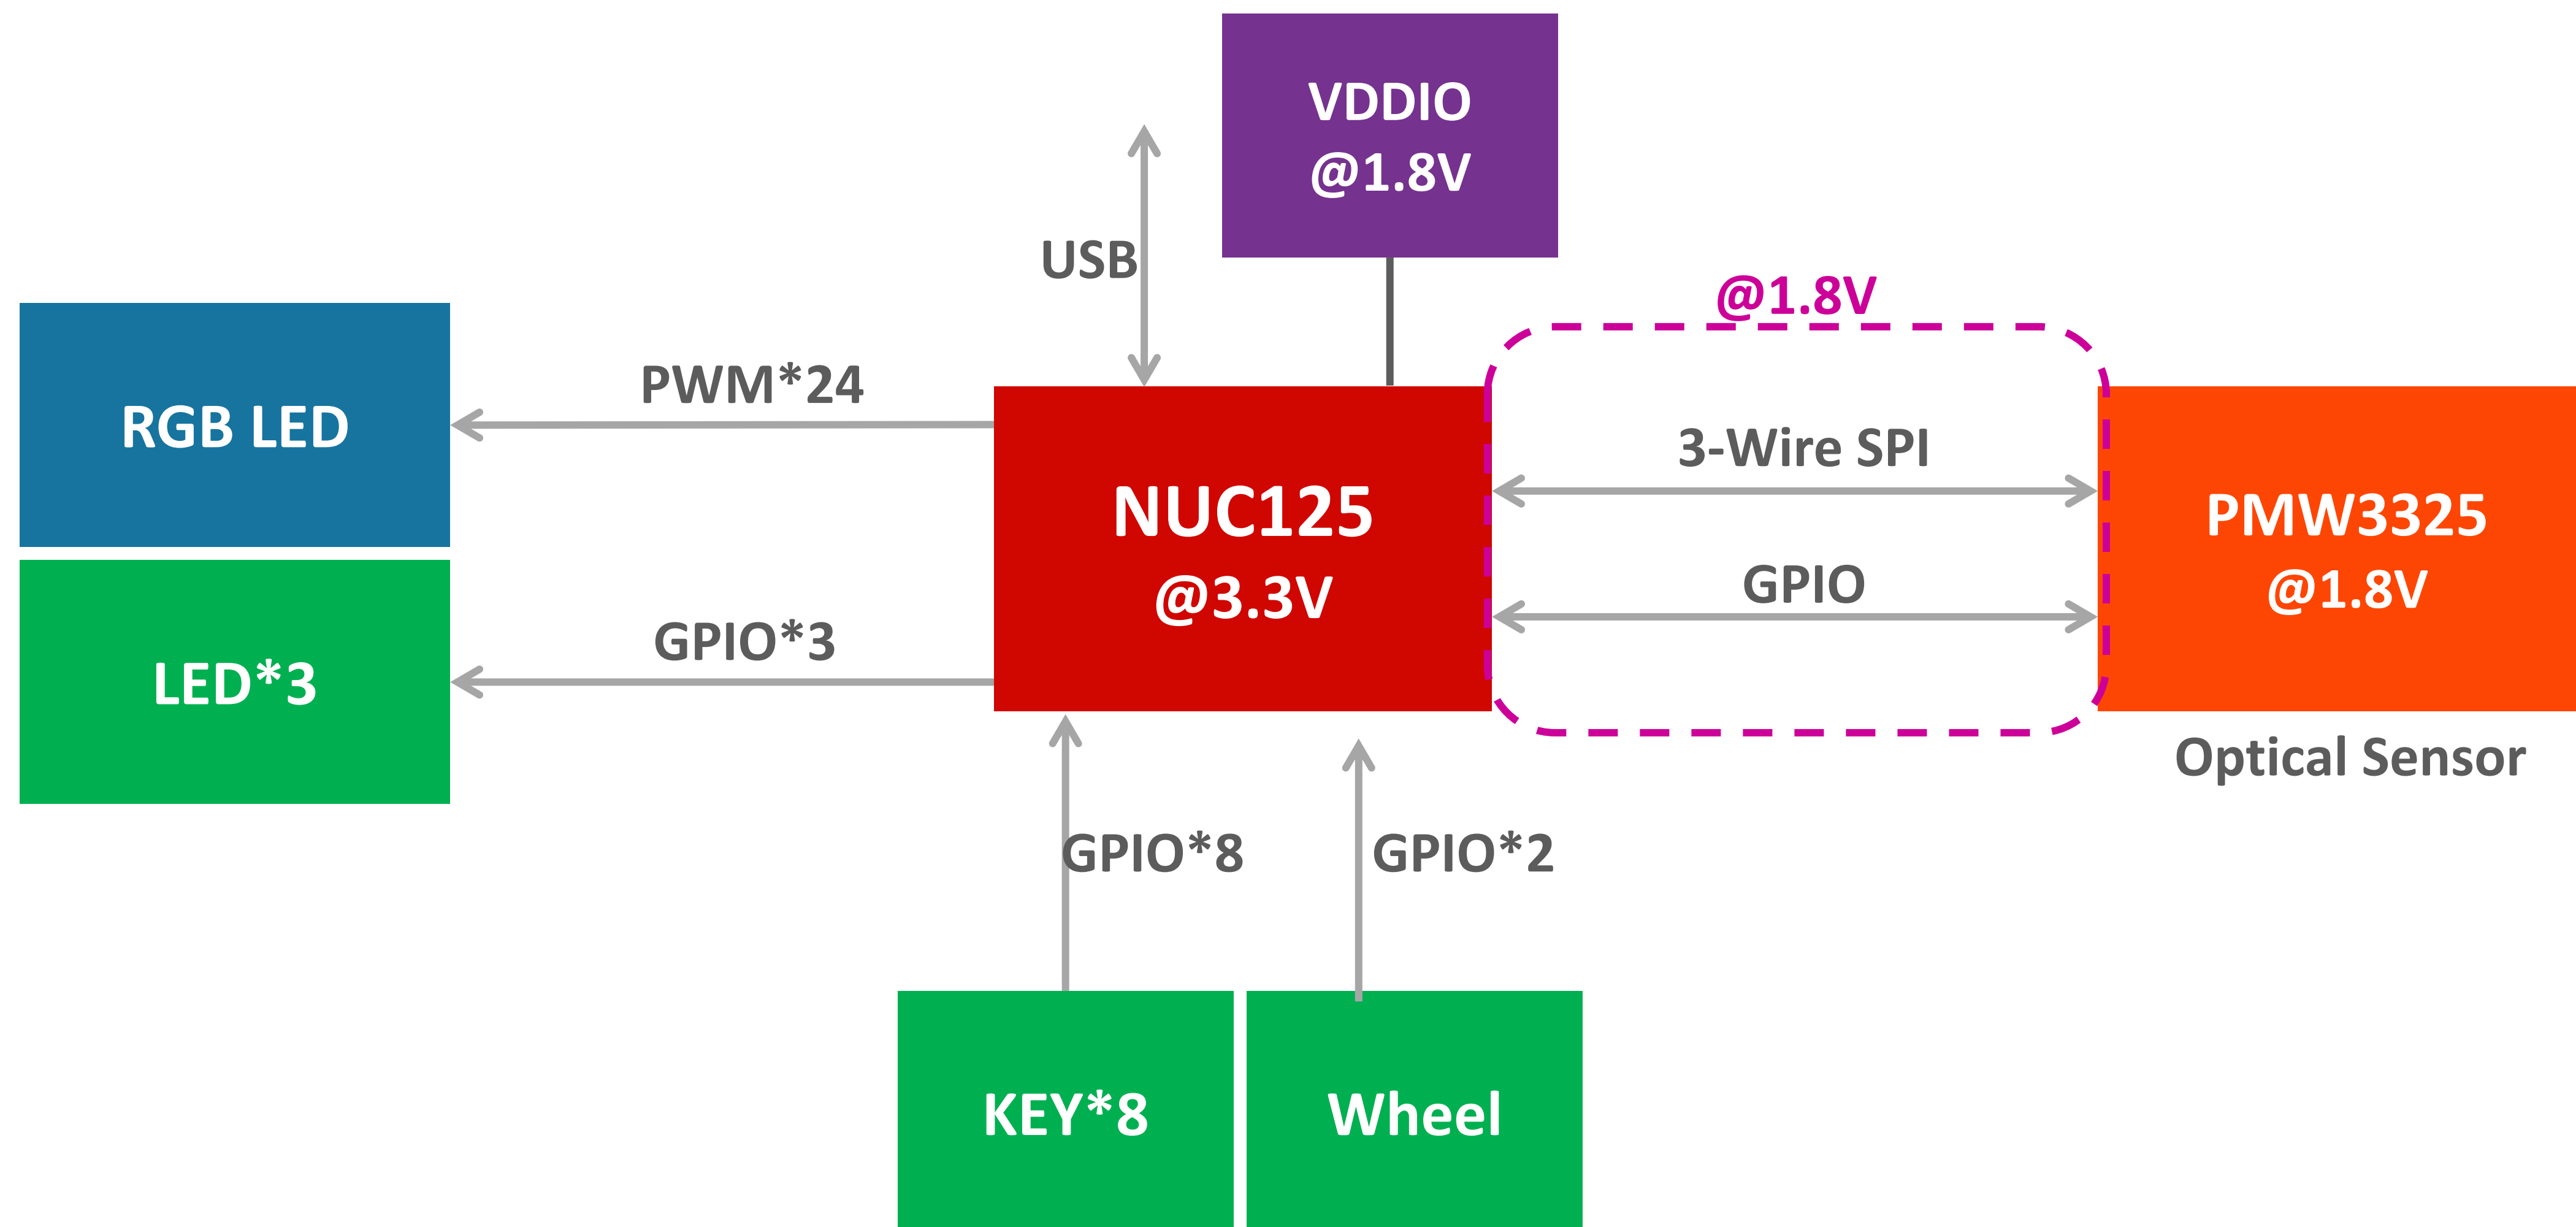 VDDIO
@1.8V
USB
@1.8V
PWM*24
RGB LED
3-Wire SPI
NUC125
@3.3V
PMW3325
@1.8V
GPIO
GPIO*3
LED*3
Optical Sensor
GPIO*8
GPIO*2
KEY*8
Wheel